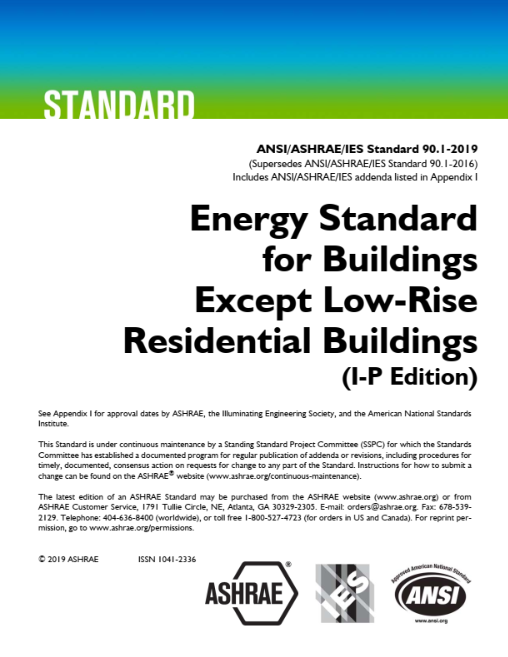 STANDARD
ANSI/ASHRAE/IES Standard 90.1-2019
(Supersedes ANSI/ASHRAE/IES Standard 90.1-2016)
Includes ANSI/ASHRAE/IES addenda listed in Appendix I
Energy Standard
for Buildings
Except Low-Rise
Residential Buildings
(I-P Edition)
See Appendix I for approval dates by ASHRAE, the Illuminating Engineering Society, and the American National Standards
Institute.
This Standard is under continuous maintenance by a Standing Standard Project Committee (SSPC) for which the Standards
Committee has established a documented program for regular publication of addenda or revisions, including procedures for
timely, documented, consensus action on requests for change to any part of the Standard. Instructions for how to submit a
change can be found on the ASHRAE® website (www.ashrae.org/continuous-maintenance).
The latest edition of an ASHRAE Standard may be purchased from the ASHRAE website (www.ashrae.org) or from
ASHRAE Customer Service, 1791 Tullie Circle, NE, Atlanta, GA 30329-2305. E-mail: orders@ashrae.org. Fax: 678-539-
2129. Telephone: 404-636-8400 (worldwide), or toll free 1-800-527-4723 (for orders in US and Canada). For reprint per-
mission, go to www.ashrae.org/permissions.
© 2019 ASHRAE ISSN 1041-2336
ASHRAE®
IES
Approved American National Standard
ANSI
www.ansi.org